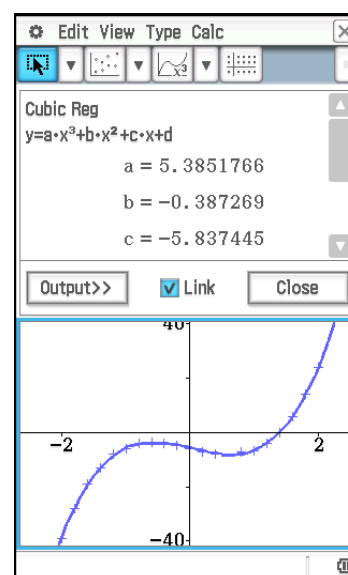 Edit View Type Calc
Cubic Reg
y=a·x³+b·x²+c·x+d
a = 5.3851766
b = −0.387269
c = −5.837445
Output>> Link Close
40
−2 2
−40